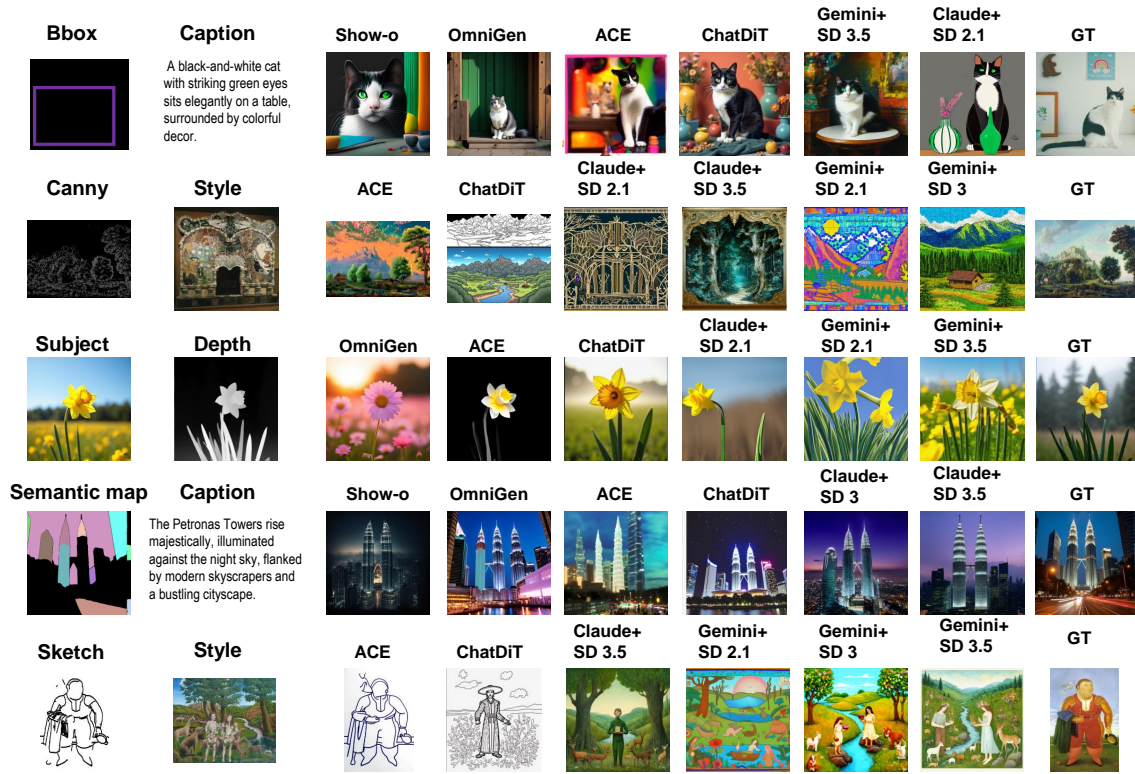 Bbox
Caption
Show-o
OmniGen
ACE
ChatDiT
Gemini+
SD 3.5
Claude+
SD 2.1
GT
A black-and-white cat
with striking green eyes
sits elegantly on a table,
surrounded by colorful
decor.
Canny
Style
ACE
ChatDiT
Claude+
SD 2.1
Claude+
SD 3.5
Gemini+
SD 2.1
Gemini+
SD 3
GT
Subject
Depth
OmniGen
ACE
ChatDiT
Claude+
SD 2.1
Gemini+
SD 2.1
Gemini+
SD 3.5
GT
Semantic map
Caption
Show-o
OmniGen
ACE
ChatDiT
Claude+
SD 3
Claude+
SD 3.5
GT
The Petronas Towers rise
majestically, illuminated
against the night sky, flanked
by modern skyscrapers and
a bustling cityscape.
Sketch
Style
ACE
ChatDiT
Claude+
SD 3.5
Gemini+
SD 2.1
Gemini+
SD 3
Gemini+
SD 3.5
GT